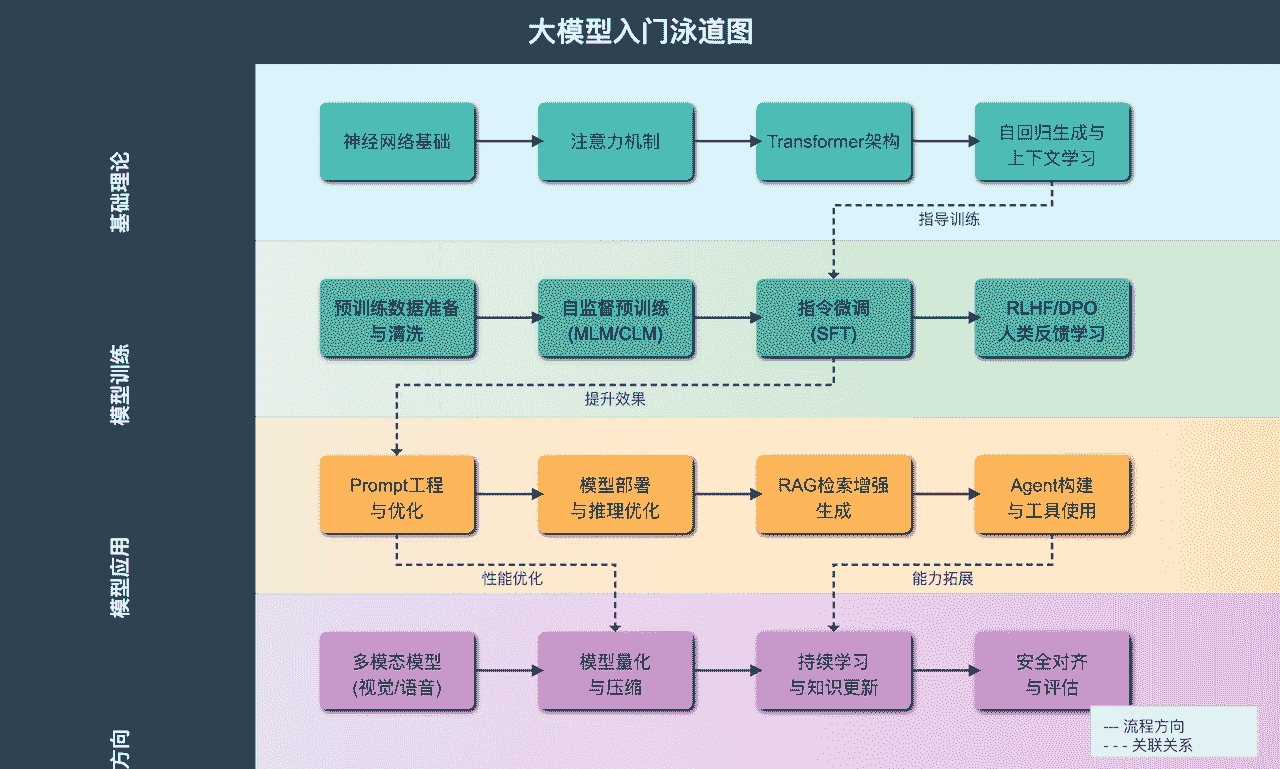 大模型入门泳道图
基础理论
神经网络基础
注意力机制
Transformer架构
自回归生成与
上下文学习
指导训练
模型训练
预训练数据准备
与清洗
自监督预训练
(MLM/CLM)
指令微调
(SFT)
RLHF/DPO
人类反馈学习
提升效果
模型应用
Prompt工程
与优化
模型部署
与推理优化
RAG检索增强
生成
Agent构建
与工具使用
性能优化
能力拓展
方向
多模态模型
(视觉/语音)
模型量化
与压缩
持续学习
与知识更新
安全对齐
与评估
--- 流程方向
- - - 关联关系